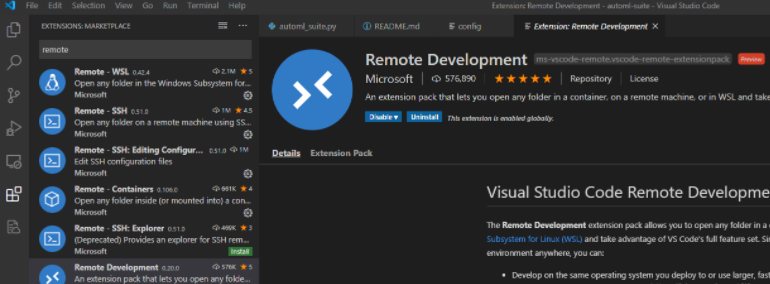 File Edit Selection View Go Run Terminal Help
Extension: Remote Development - automl-suite - Visual Studio Code
EXTENSIONS: MARKETPLACE
automl_suite.py README.md config Extension: Remote Development
remote
Remote - WSL 0.42.4 2.1M 5
Open any folder in the Windows Subsystem for...
Microsoft
Remote - SSH 0.51.0 1M 4.5
Open any folder on a remote machine using SS...
Microsoft
Remote - SSH: Editing Configur... 0.51.0 1M
Edit SSH configuration files
Microsoft
Remote - Containers 0.106.0 661K 4
Open any folder inside (or mounted into) a con...
Microsoft
Remote - SSH: Explorer 0.51.0 499K 3
(Deprecated) Provides an explorer for SSH rem...
Microsoft Install
Remote Development 0.20.0 576K 5
An extension pack that lets you open any folde...
Remote Development ms-vscode-remote.vscode-remote-extensionpack Preview
Microsoft 576,890 Repository License
An extension pack that lets you open any folder in a container, on a remote machine, or in WSL and take
Disable Uninstall This extension is enabled globally.
Details Extension Pack
Visual Studio Code Remote Developme
The Remote Development extension pack allows you to open any folder in a
Subsystem for Linux (WSL) and take advantage of VS Code's full feature set. Sin
environment anywhere, you can:
• Develop on the same operating system you deploy to or use larger, fast